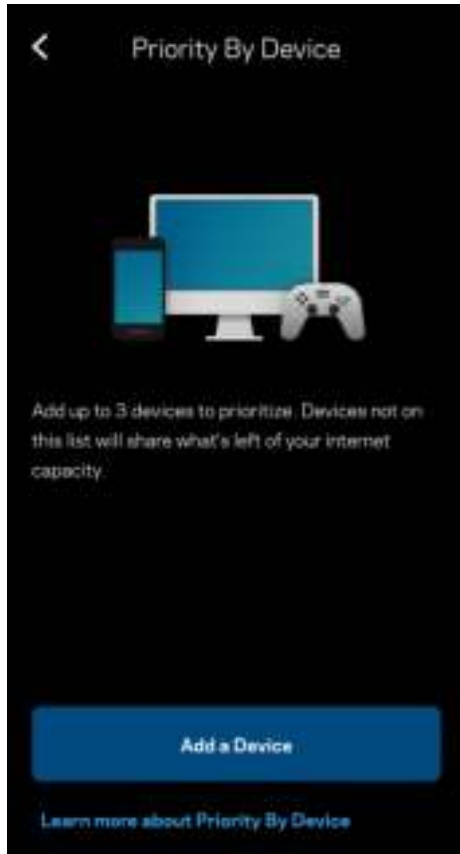 Priority By Device
Add up to 3 devices to prioritize. Devices not on
this list will share what's left of your internet
capacity.
Add a Device
Learn more about Priority By Device